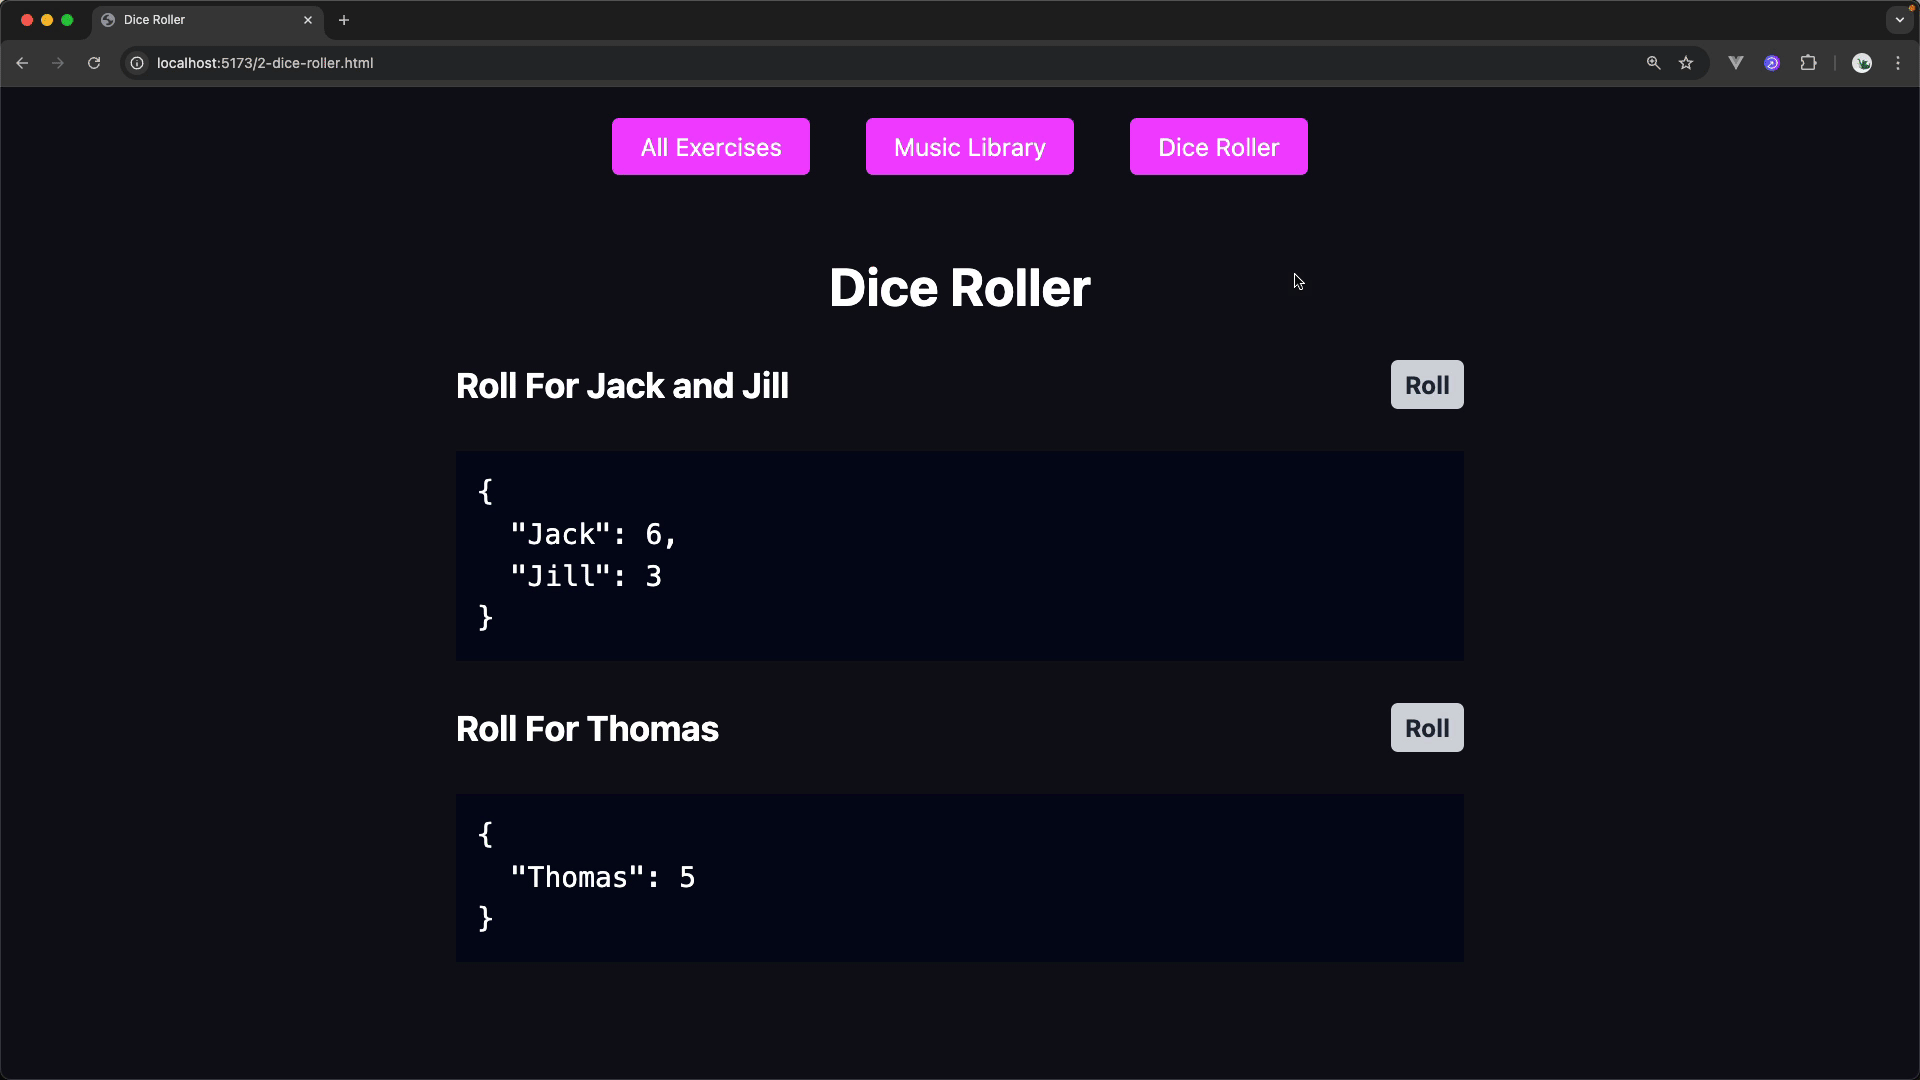 Dice Roller
localhost:5173/2-dice-roller.html
All Exercises
Music Library
Dice Roller
Dice Roller
Roll For Jack and Jill
Roll
{
  "Jack": 6,
  "Jill": 3
}
Roll For Thomas
Roll
{
  "Thomas": 5
}